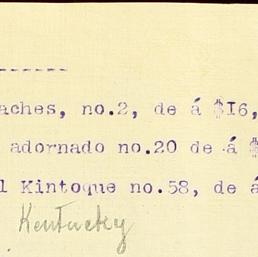 -------
aches, no.2, de á $16,
adornado no.20 de á $
l Kintoque no.58, de á
Kentucky